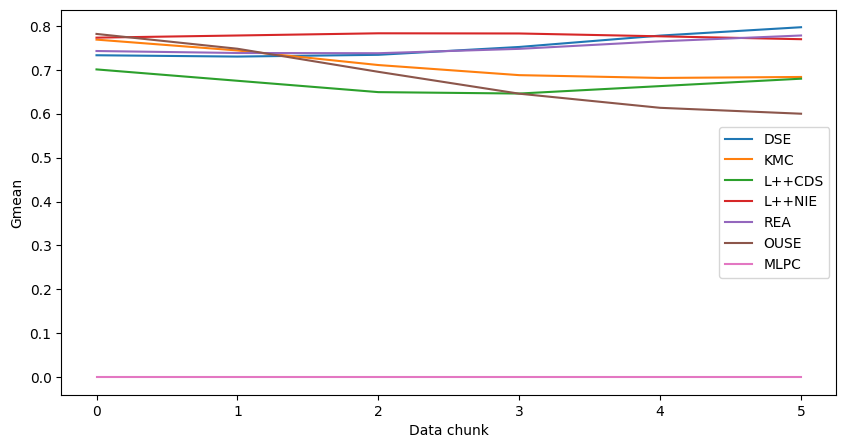 0.8
0.7
0.6
0.5
0.4
0.3
0.2
0.1
0.0
Gmean
DSE
KMC
L++CDS
L++NIE
REA
OUSE
MLPC
0 1 2 3 4 5
Data chunk